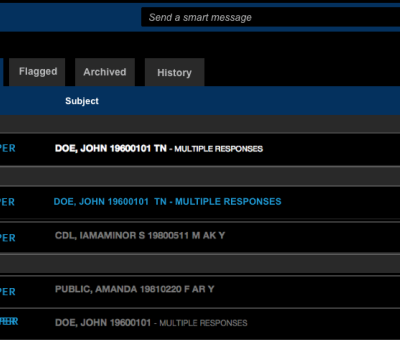 Send a smart message
Flagged Archived History
Subject
PER DOE, JOHN 19600101 TN - MULTIPLE RESPONSES
PER DOE, JOHN 19600101 TN - MULTIPLE RESPONSES
PER CDL, IAMAMINOR S 19800511 M AK Y
PER PUBLIC, AMANDA 19810220 F AR Y
DOE, JOHN 19600101 - MULTIPLE RESPONSES